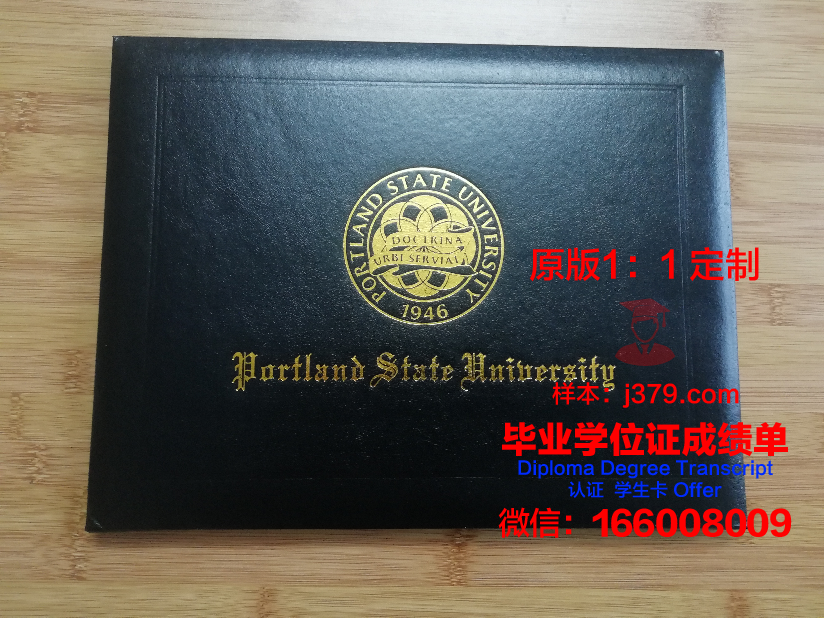 PORTLAND STATE UNIVERSITY
DOCTRINA
URBI SERVIAT
1946
Portland State University
原版1：1 定制
样本：j379.com
毕业学位证成绩单
Diploma Degree Transcript
认证 学生卡 Offer
微信：166008009